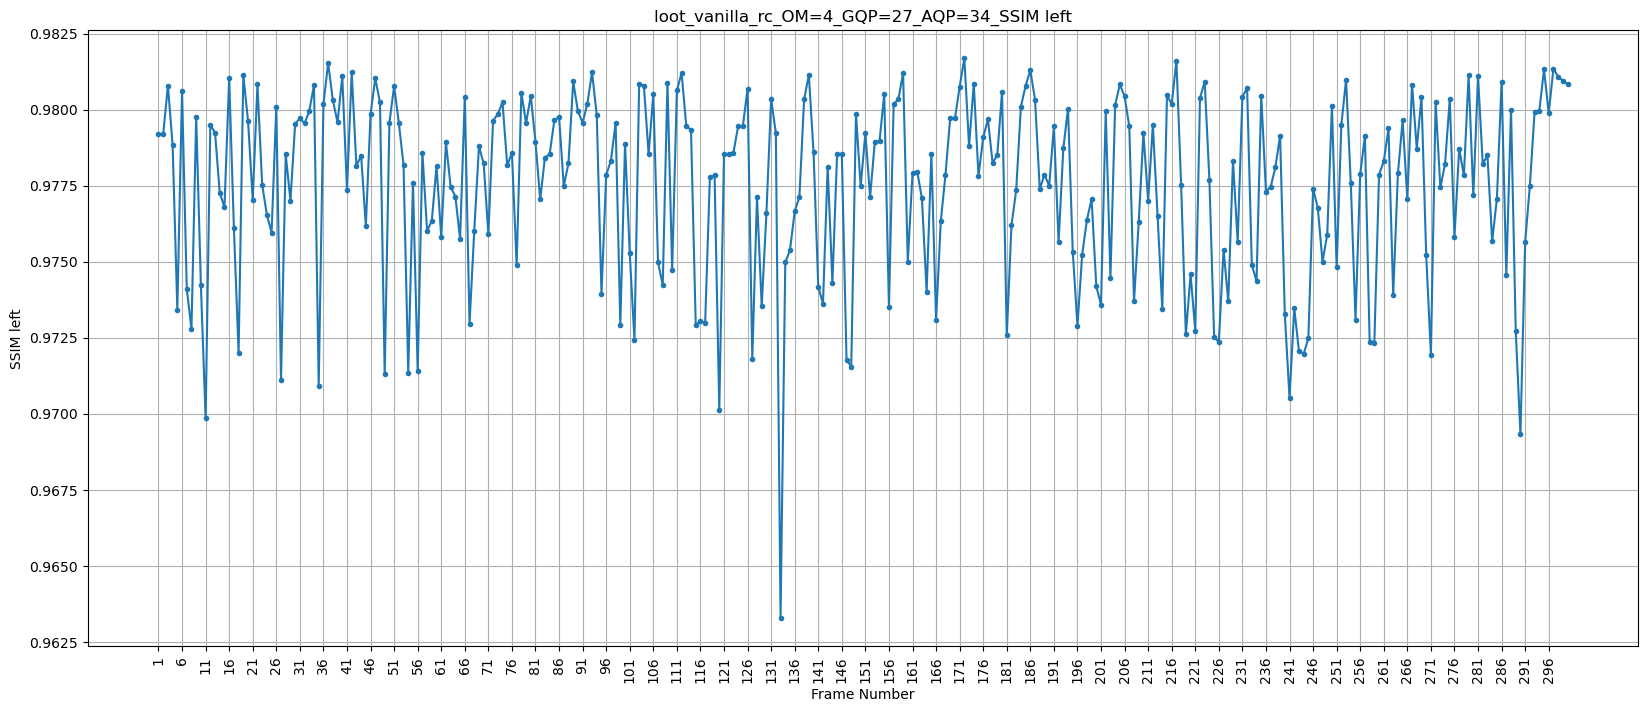 loot_vanilla_rc_OM=4_GQP=27_AQP=34_SSIM left
0.9825
0.9800
0.9775
0.9750
0.9725
0.9700
0.9675
0.9650
0.9625
SSIM left
1 6 11 16 21 26 31 36 41 46 51 56 61 66 71 76 81 86 91 96 101 106 111 116 121 126 131 136 141 146 151 156 161 166 171 176 181 186 191 196 201 206 211 216 221 226 231 236 241 246 251 256 261 266 271 276 281 286 291 296
Frame Number